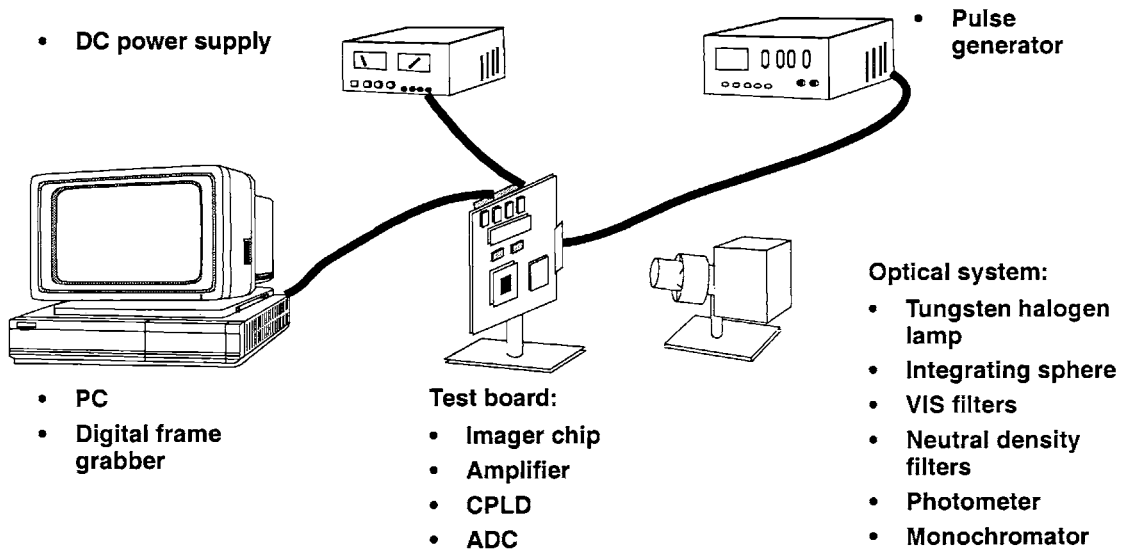 • DC power supply
• Pulse
generator
• PC
• Digital frame
grabber
Test board:
• Imager chip
• Amplifier
• CPLD
• ADC
Optical system:
• Tungsten halogen
lamp
• Integrating sphere
• VIS filters
• Neutral density
filters
• Photometer
• Monochromator